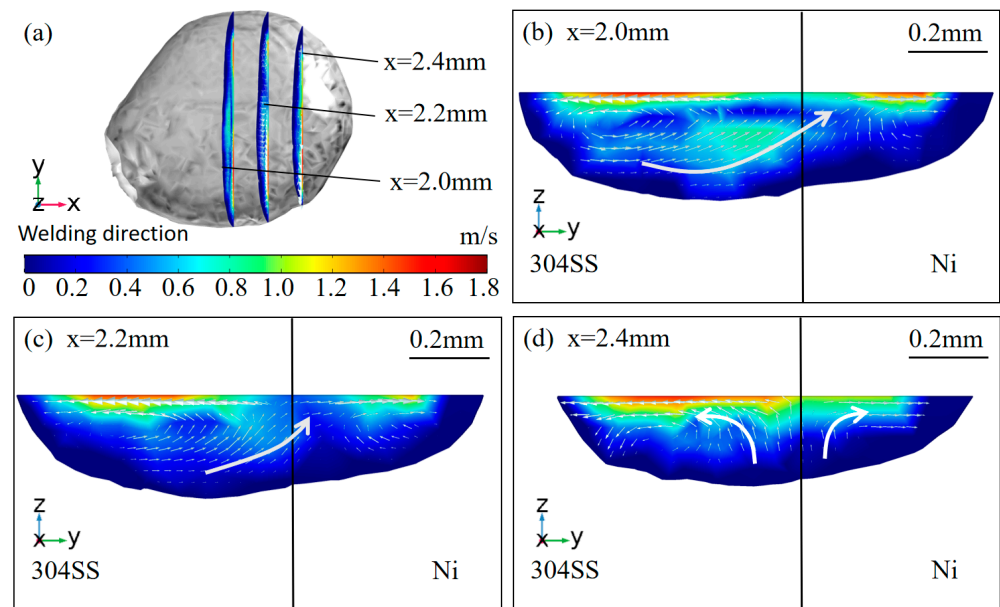 (a)
x=2.4mm
x=2.2mm
x=2.0mm
y
z x
Welding direction
m/s
0 0.2 0.4 0.6 0.8 1.0 1.2 1.4 1.6 1.8
(b) x=2.0mm
0.2mm
z
x y
304SS
Ni
(c) x=2.2mm
0.2mm
z
x y
304SS
Ni
(d) x=2.4mm
0.2mm
z
x y
304SS
Ni